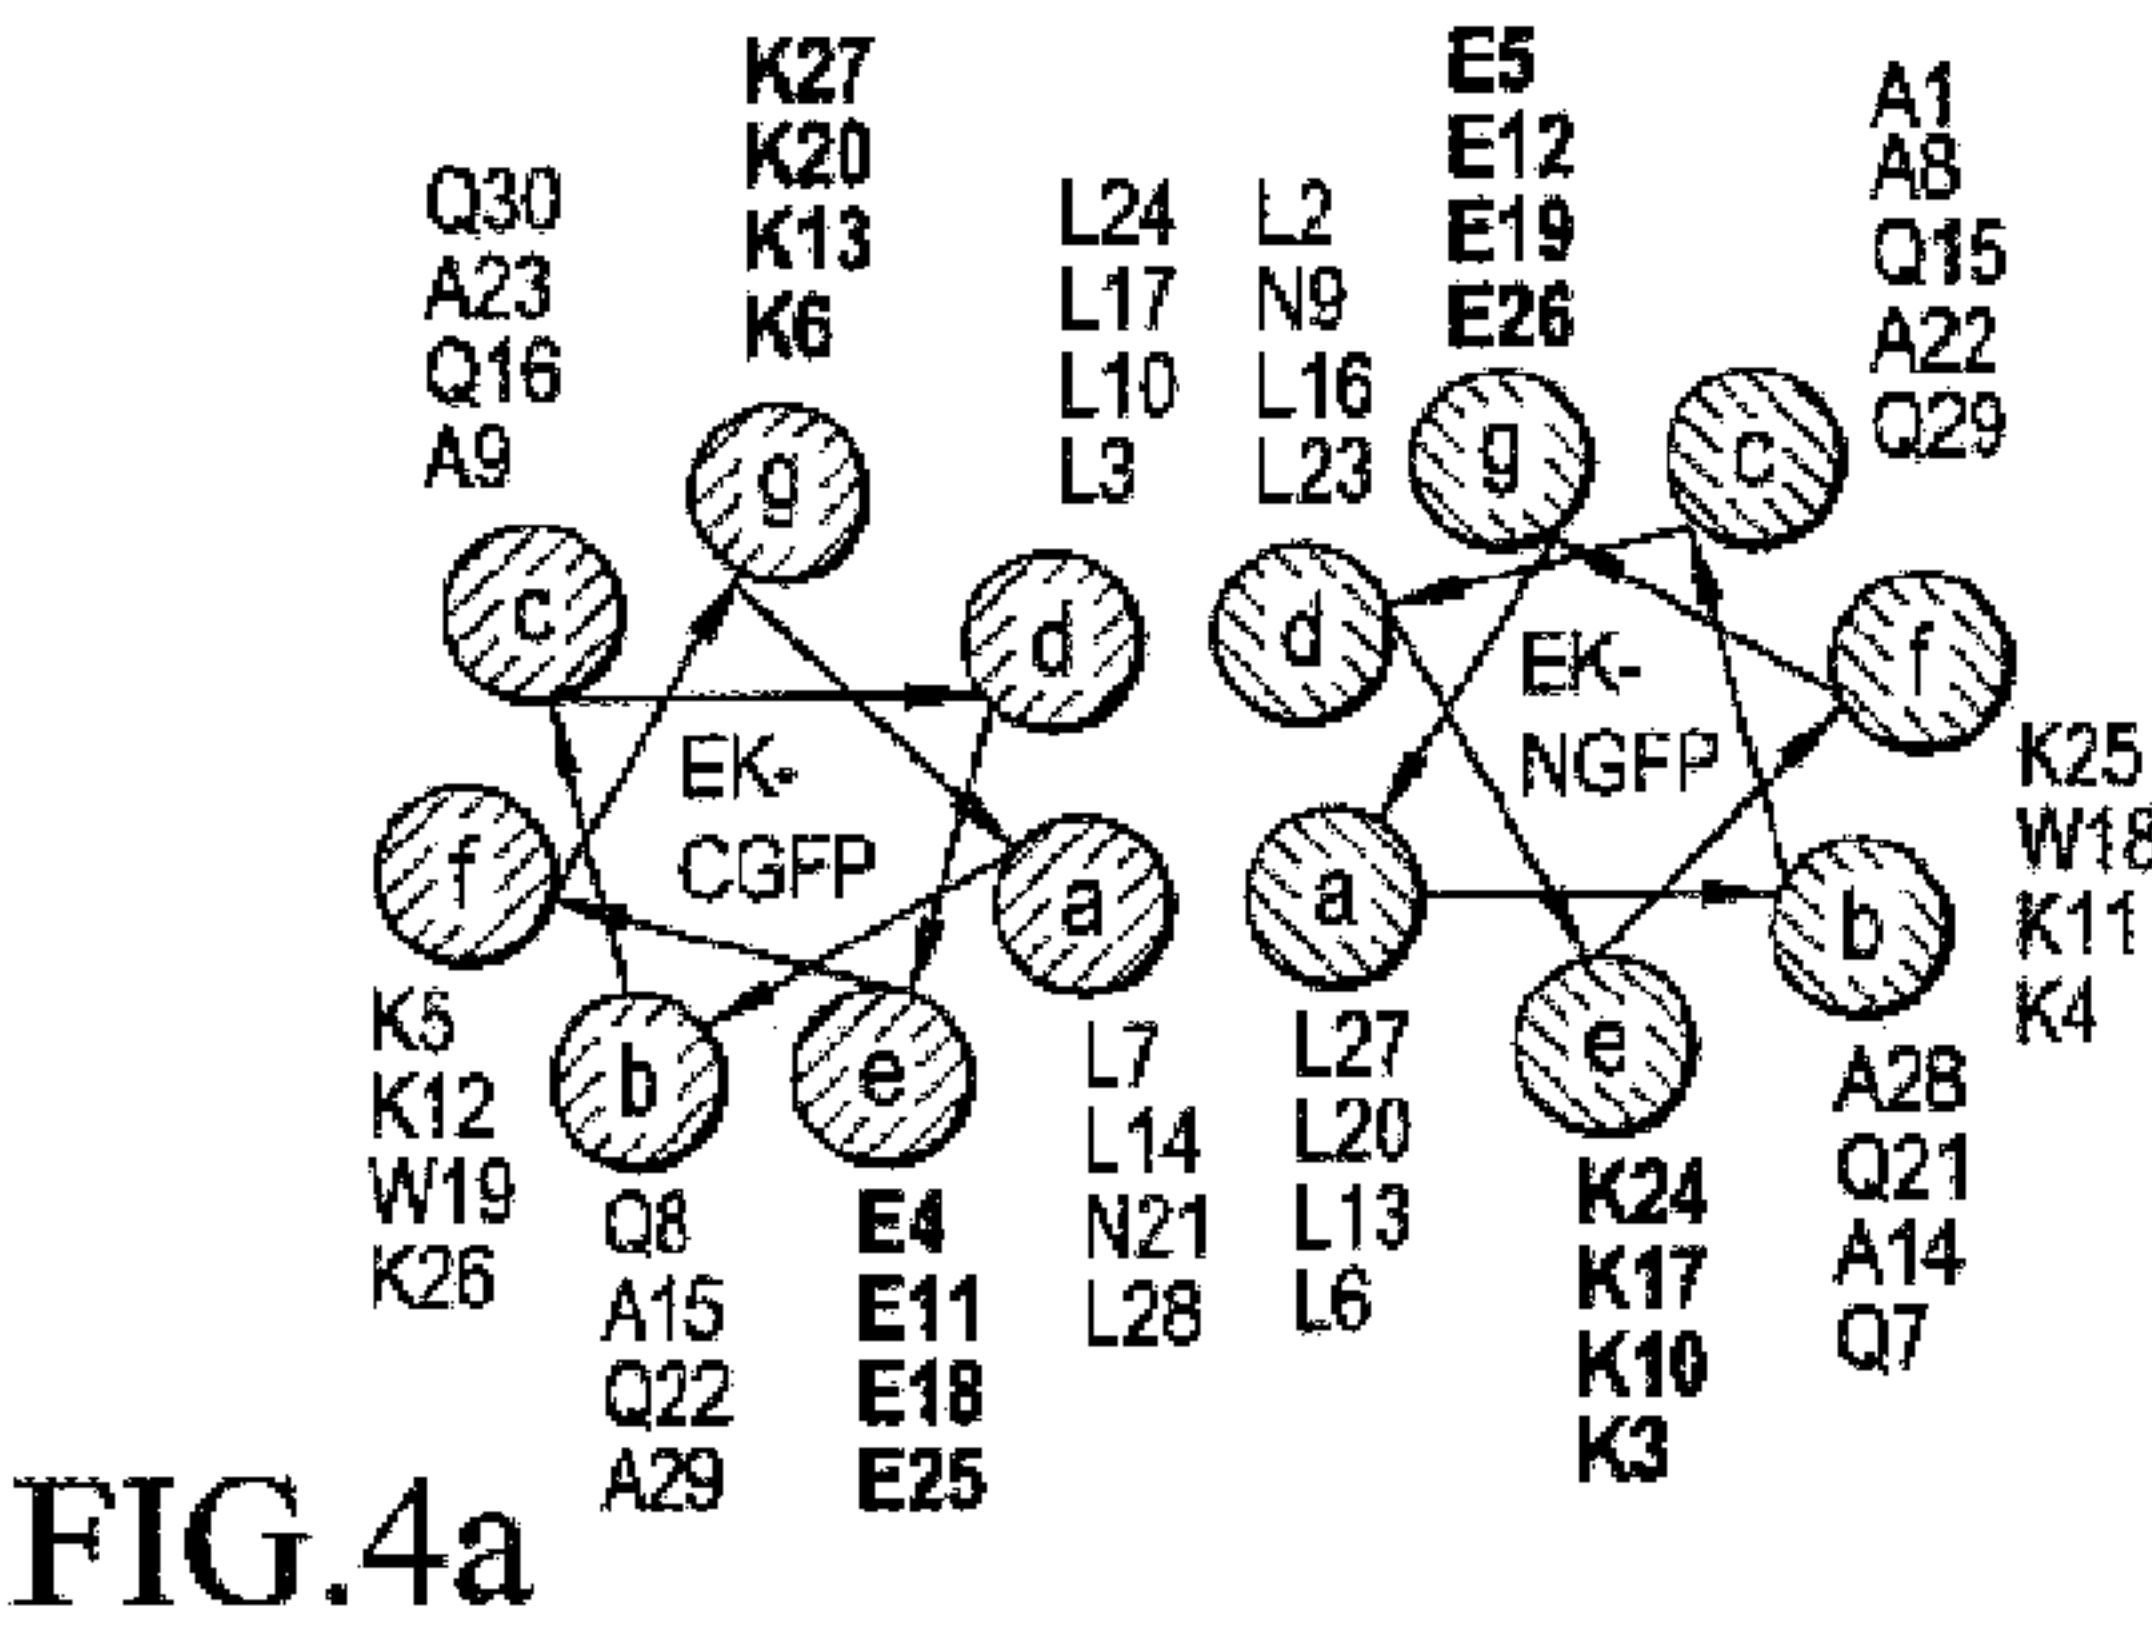 K27
K20
K13
K6
E5
E12
E19
E26
A1
A8
Q15
A22
Q29
Q30
A23
Q16
A9
L24
L17
L10
L3
L2
N9
L16
L23
g
c
d
f
a
b
e
EK-
CGFP
g
c
d
f
a
b
e
EK-
NGFP
K25
W18
K11
K4
K5
K12
W19
K26
Q8
A15
Q22
A29
E4
E11
E18
E25
L7
L14
N21
L28
L27
L20
L13
L6
K24
K17
K10
K3
A28
Q21
A14
Q7
FIG.4a